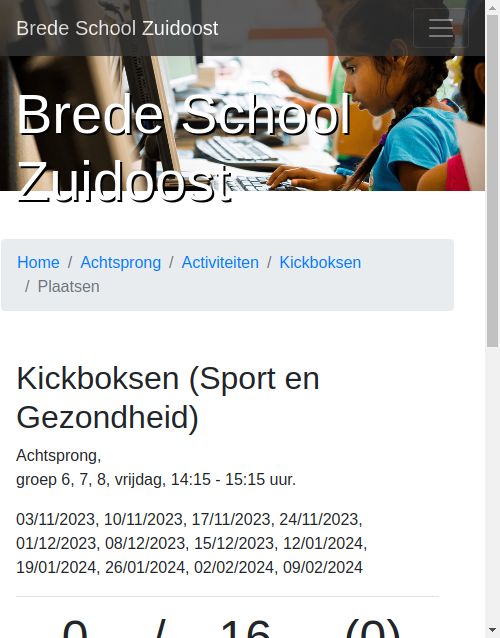 Brede School Zuidoost
Brede School
Zuidoost
Home / Achtsprong / Activiteiten / Kickboksen
/ Plaatsen
Kickboksen (Sport en
Gezondheid)
Achtsprong,
groep 6, 7, 8, vrijdag, 14:15 - 15:15 uur.
03/11/2023, 10/11/2023, 17/11/2023, 24/11/2023,
01/12/2023, 08/12/2023, 15/12/2023, 12/01/2024,
19/01/2024, 26/01/2024, 02/02/2024, 09/02/2024
0 / 16 (0)